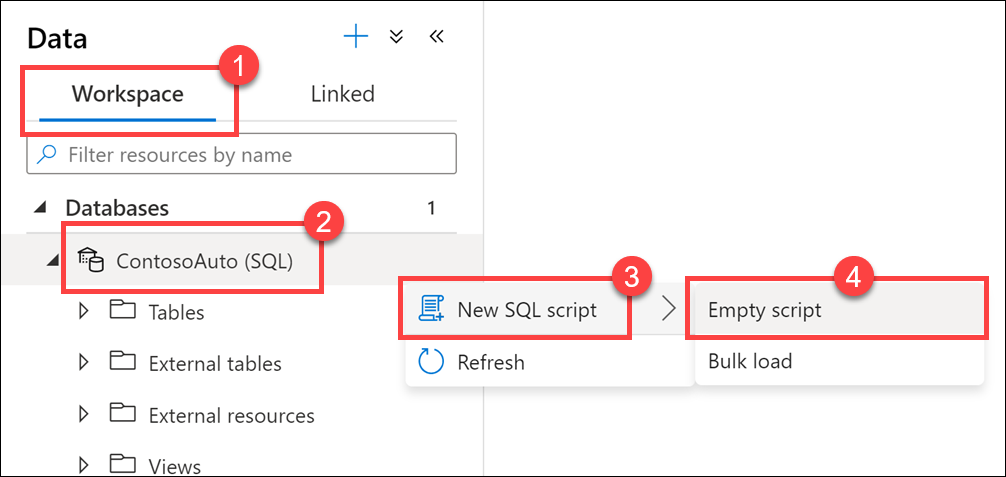 Data
1
Workspace
Linked
Filter resources by name
Databases 1
2
ContosoAuto (SQL)
3
4
New SQL script
Empty script
Tables
Refresh
Bulk load
External tables
External resources
Views